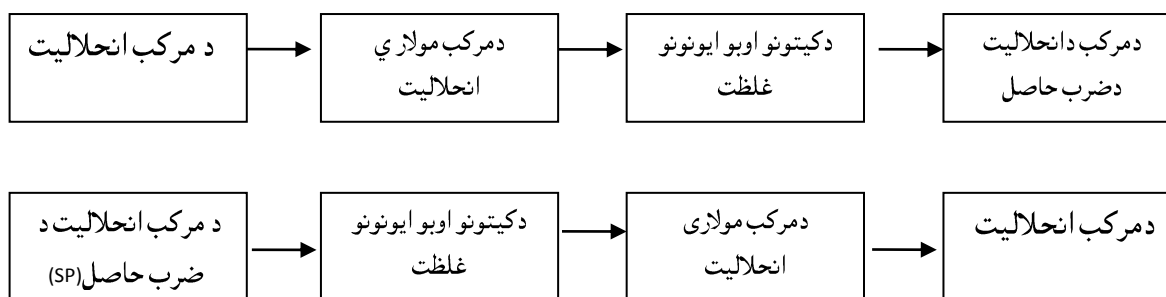 د مرکب انحلالیت
دمرکب مولاري
انحلالیت
دکیتونو اوبو ایونونو
غلظت
دمرکب دانحلالیت
دضرب حاصل
د مرکب انحلالیت د
ضرب حاصل(SP)
دکیتونو اوبو ایونونو
غلظت
دمرکب مولاری
انحلالیت
دمرکب انحلالیت